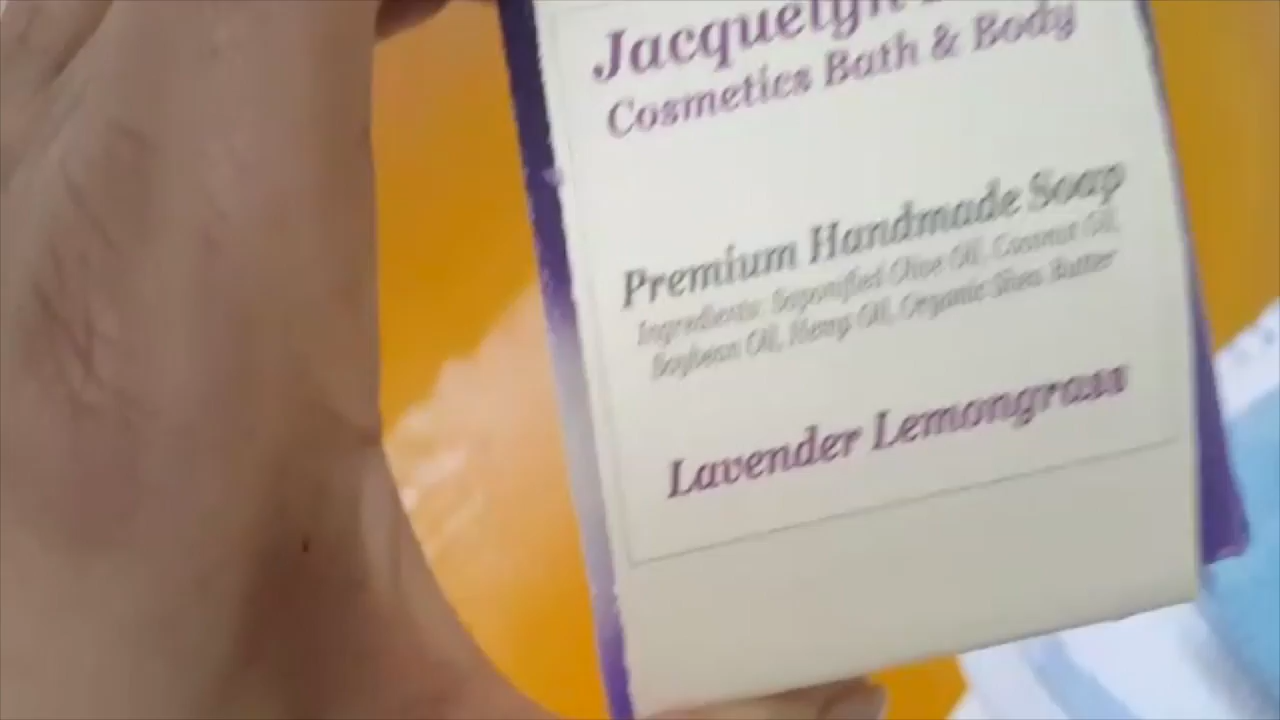 Jacquelyn
Cosmetics Bath & Body
Premium Handmade Soap
Ingredients: Saponified Olive Oil, Coconut Oil,
Soybean Oil, Hemp Oil, Organic Shea Butter
Lavender Lemongrass